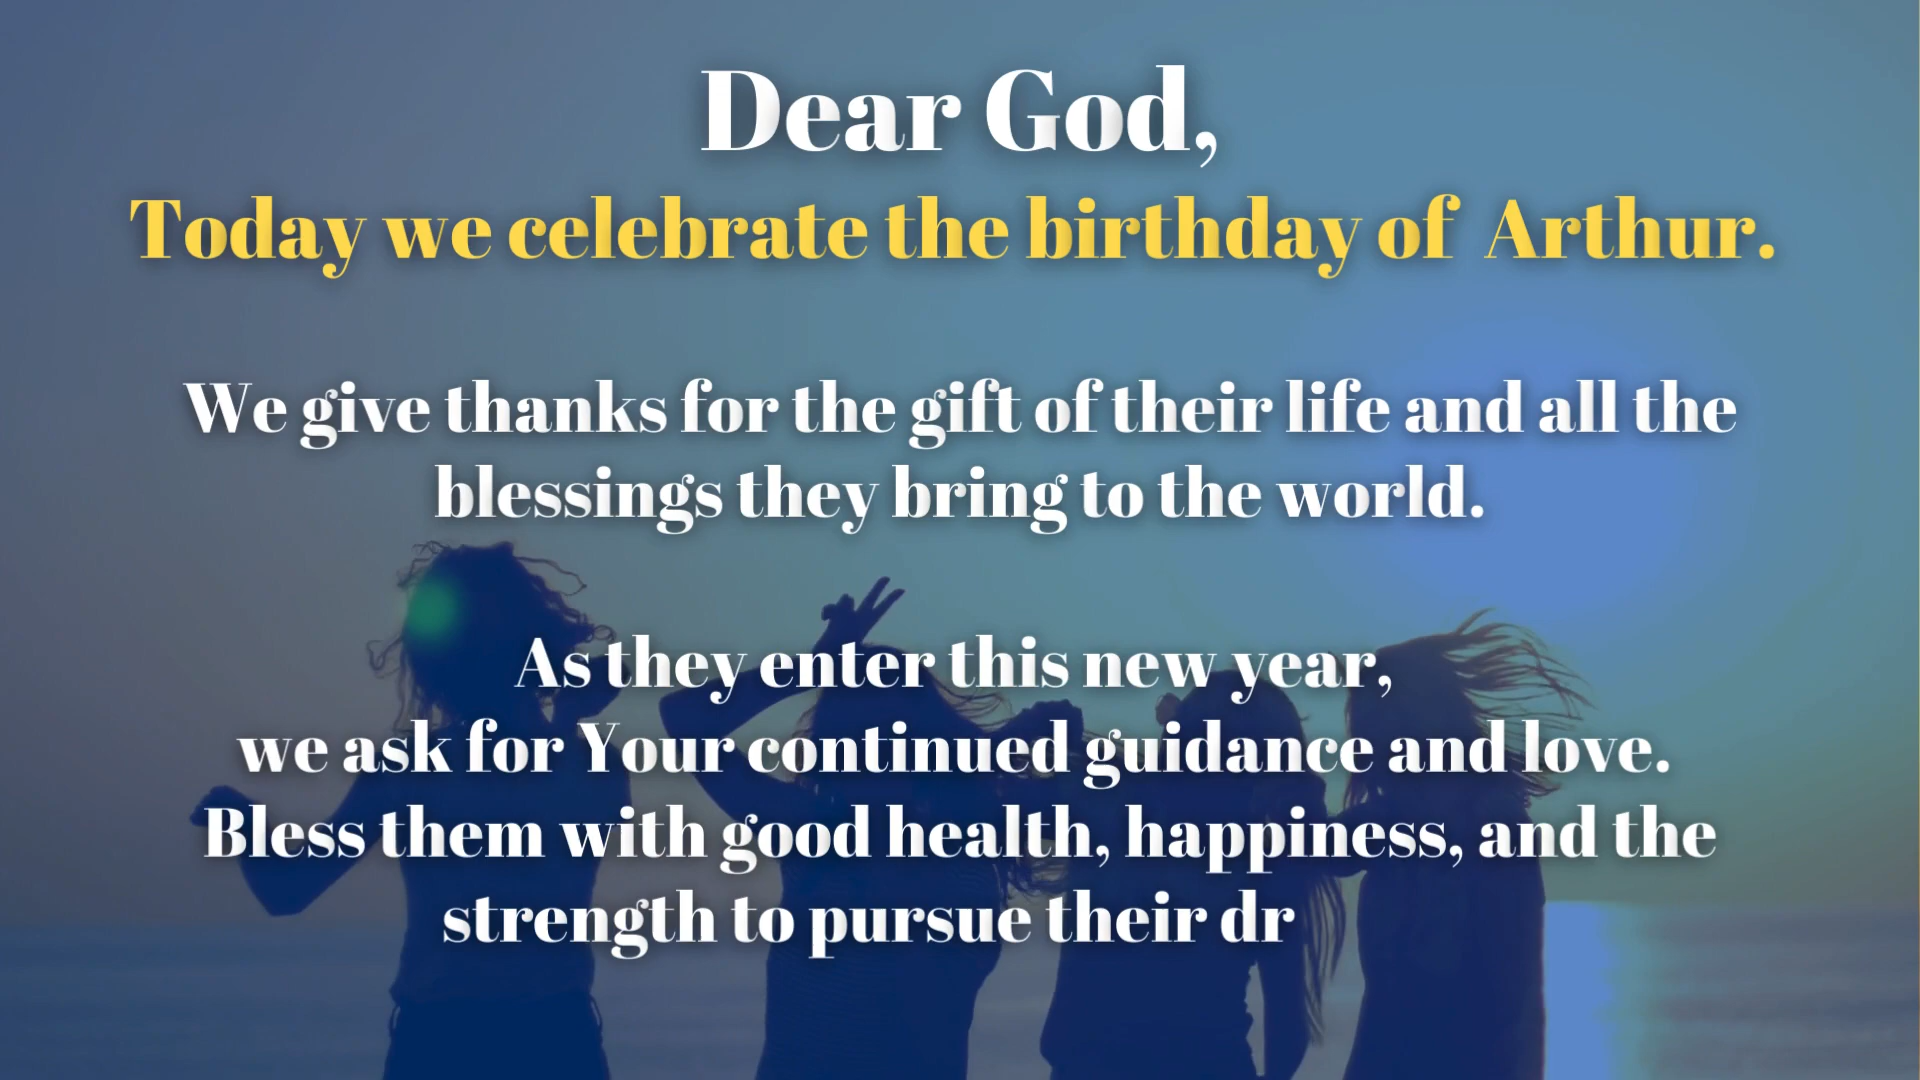 Dear God,
Today we celebrate the birthday of Arthur.
We give thanks for the gift of their life and all the
blessings they bring to the world.
As they enter this new year,
we ask for Your continued guidance and love.
Bless them with good health, happiness, and the
strength to pursue their dr